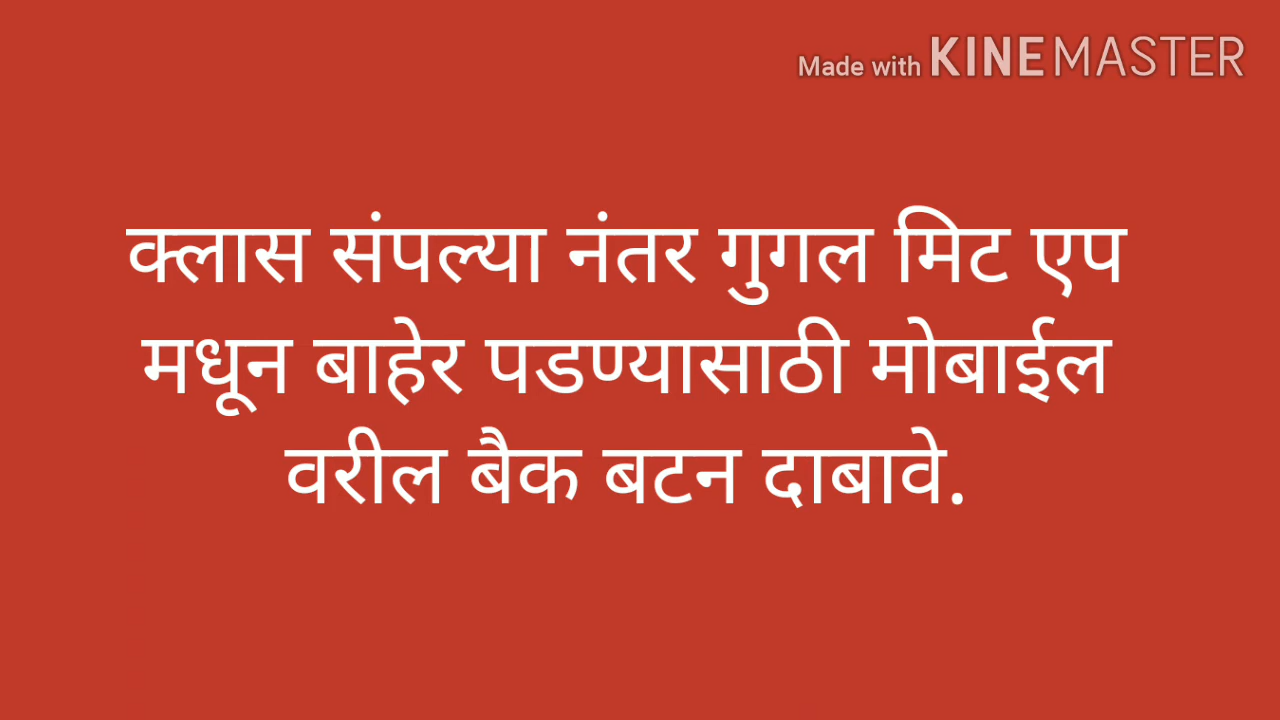 Made with KINEMASTER
क्लास संपल्या नंतर गुगल मिट एप
मधून बाहेर पडण्यासाठी मोबाईल
वरील बैक बटन दाबावे.